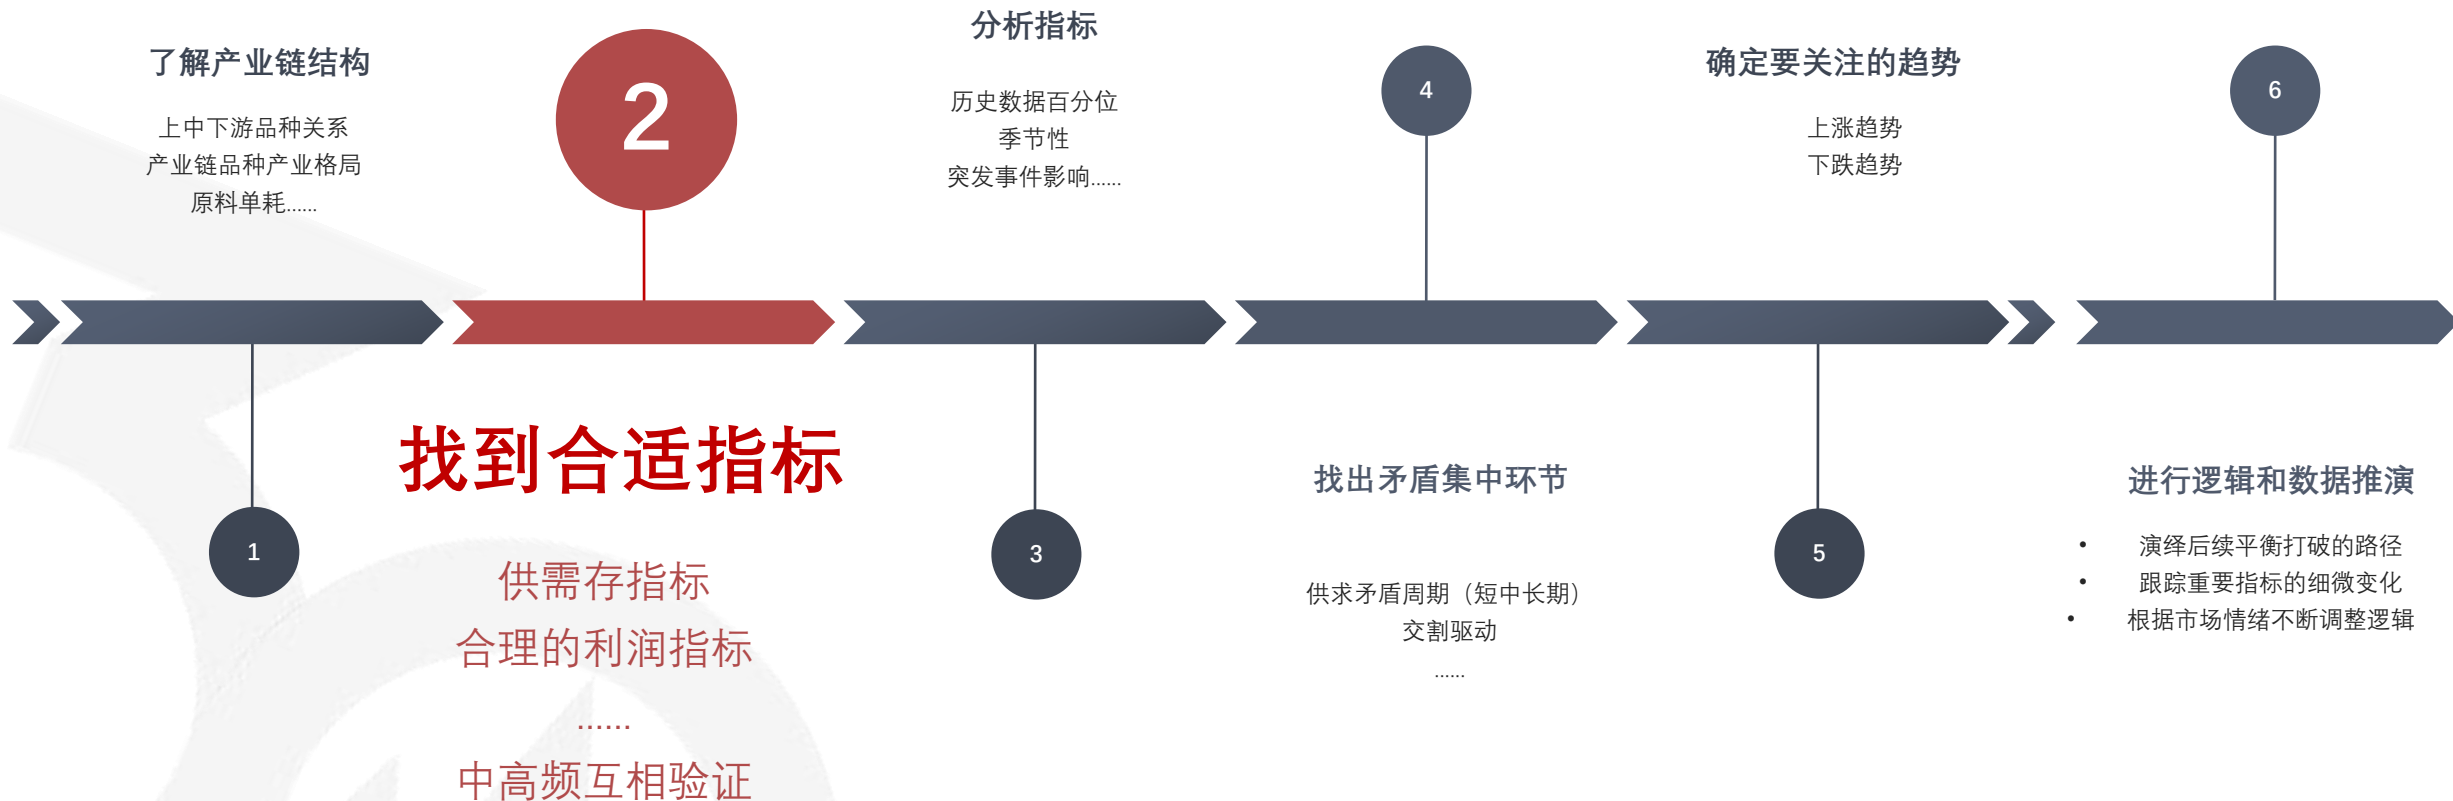 了解产业链结构
上中下游品种关系
产业链品种产业格局
原料单耗......
1
2
找到合适指标
供需存指标
合理的利润指标
......
中高频互相验证
分析指标
历史数据百分位
季节性
突发事件影响......
3
4
找出矛盾集中环节
供求矛盾周期（短中长期）
交割驱动
......
确定要关注的趋势
上涨趋势
下跌趋势
5
6
进行逻辑和数据推演
• 演绎后续平衡打破的路径
• 跟踪重要指标的细微变化
• 根据市场情绪不断调整逻辑